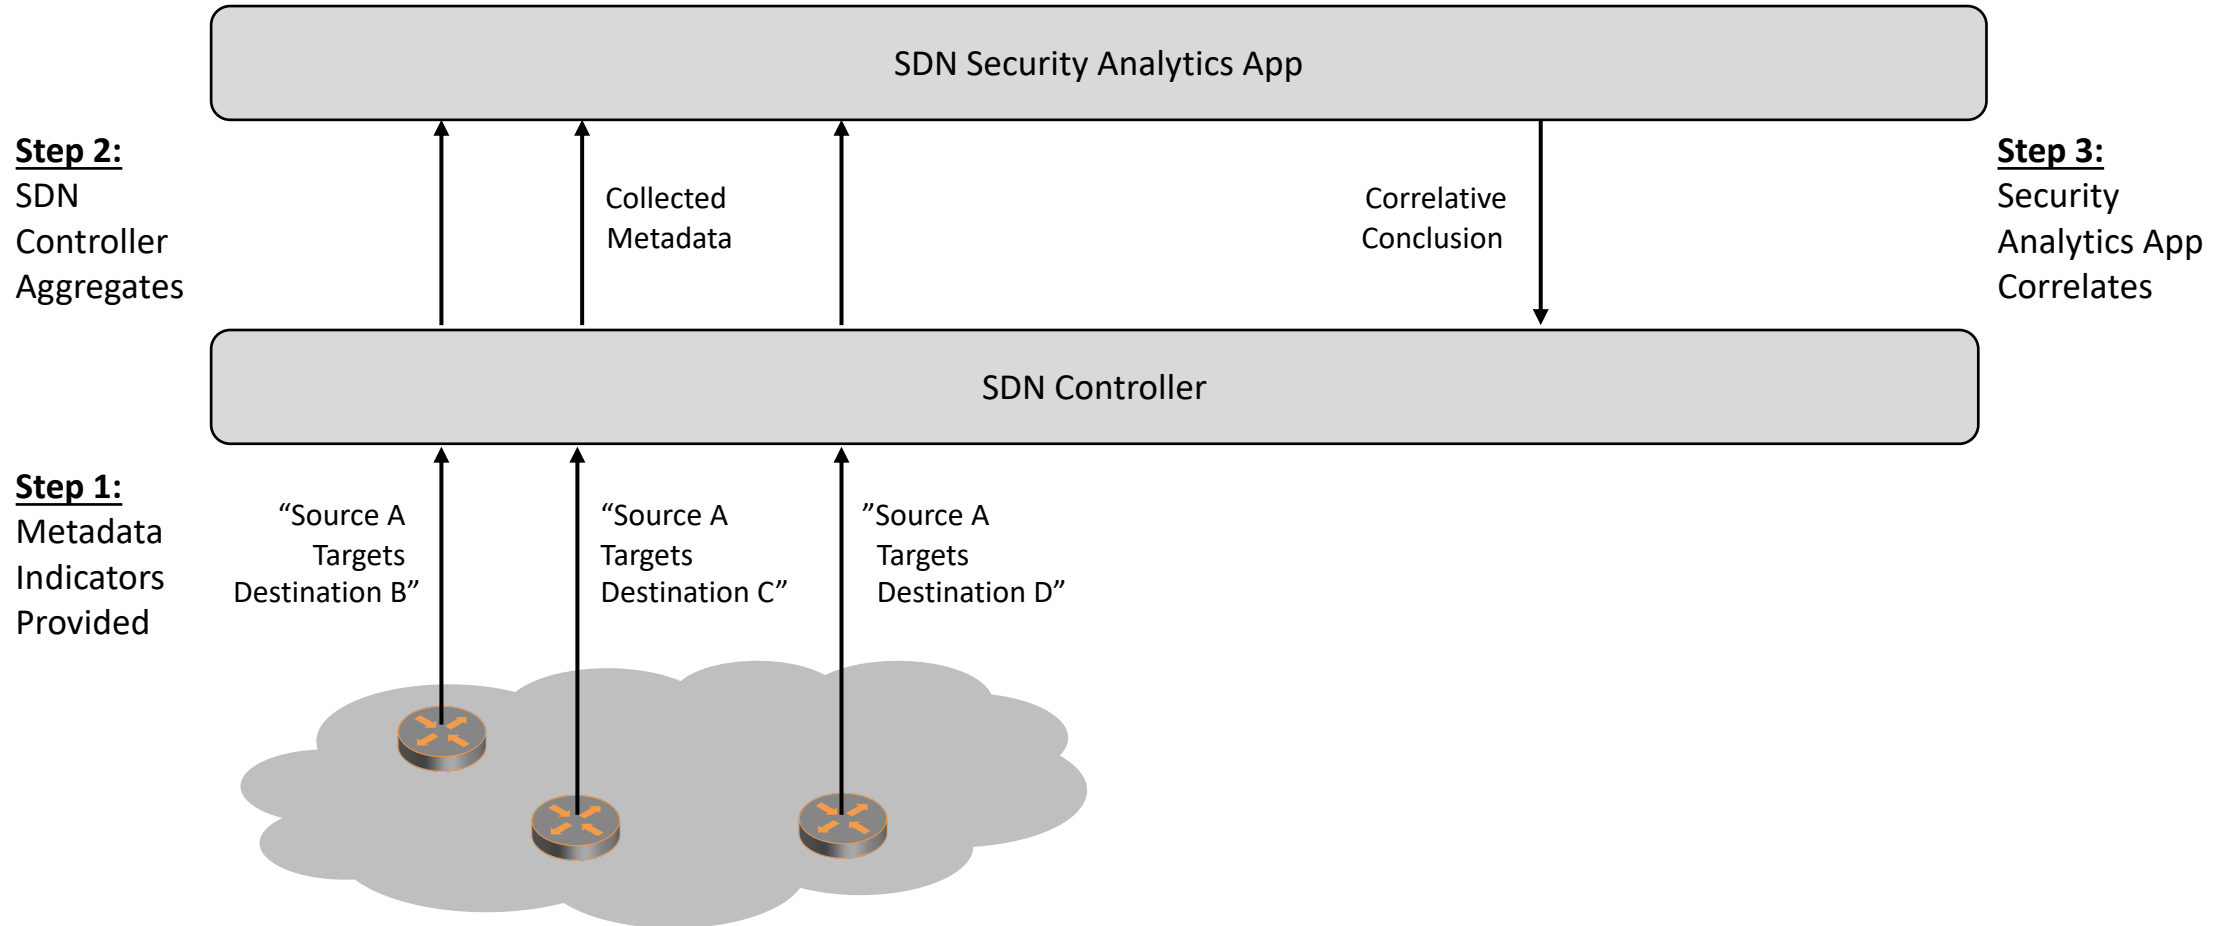 SDN Security Analytics App
Step 2:
SDN
Controller
Aggregates
Collected
Metadata
Correlative
Conclusion
Step 3:
Security
Analytics App
Correlates
SDN Controller
Step 1:
Metadata
Indicators
Provided
“Source A
Targets
Destination B”
“Source A
Targets
Destination C”
”Source A
Targets
Destination D”